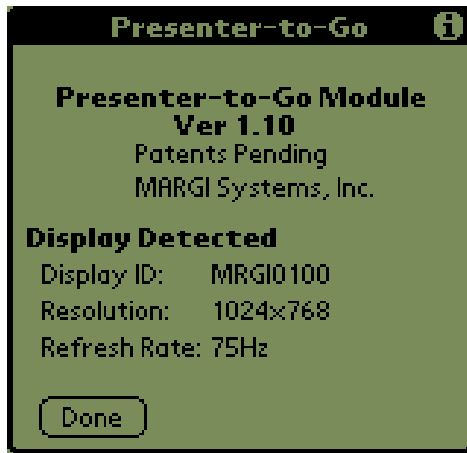 Presenter-to-Go
Presenter-to-Go Module
Ver 1.10
Patents Pending
MARGI Systems, Inc.
Display Detected
Display ID: MRGI0100
Resolution: 1024x768
Refresh Rate: 75Hz
Done